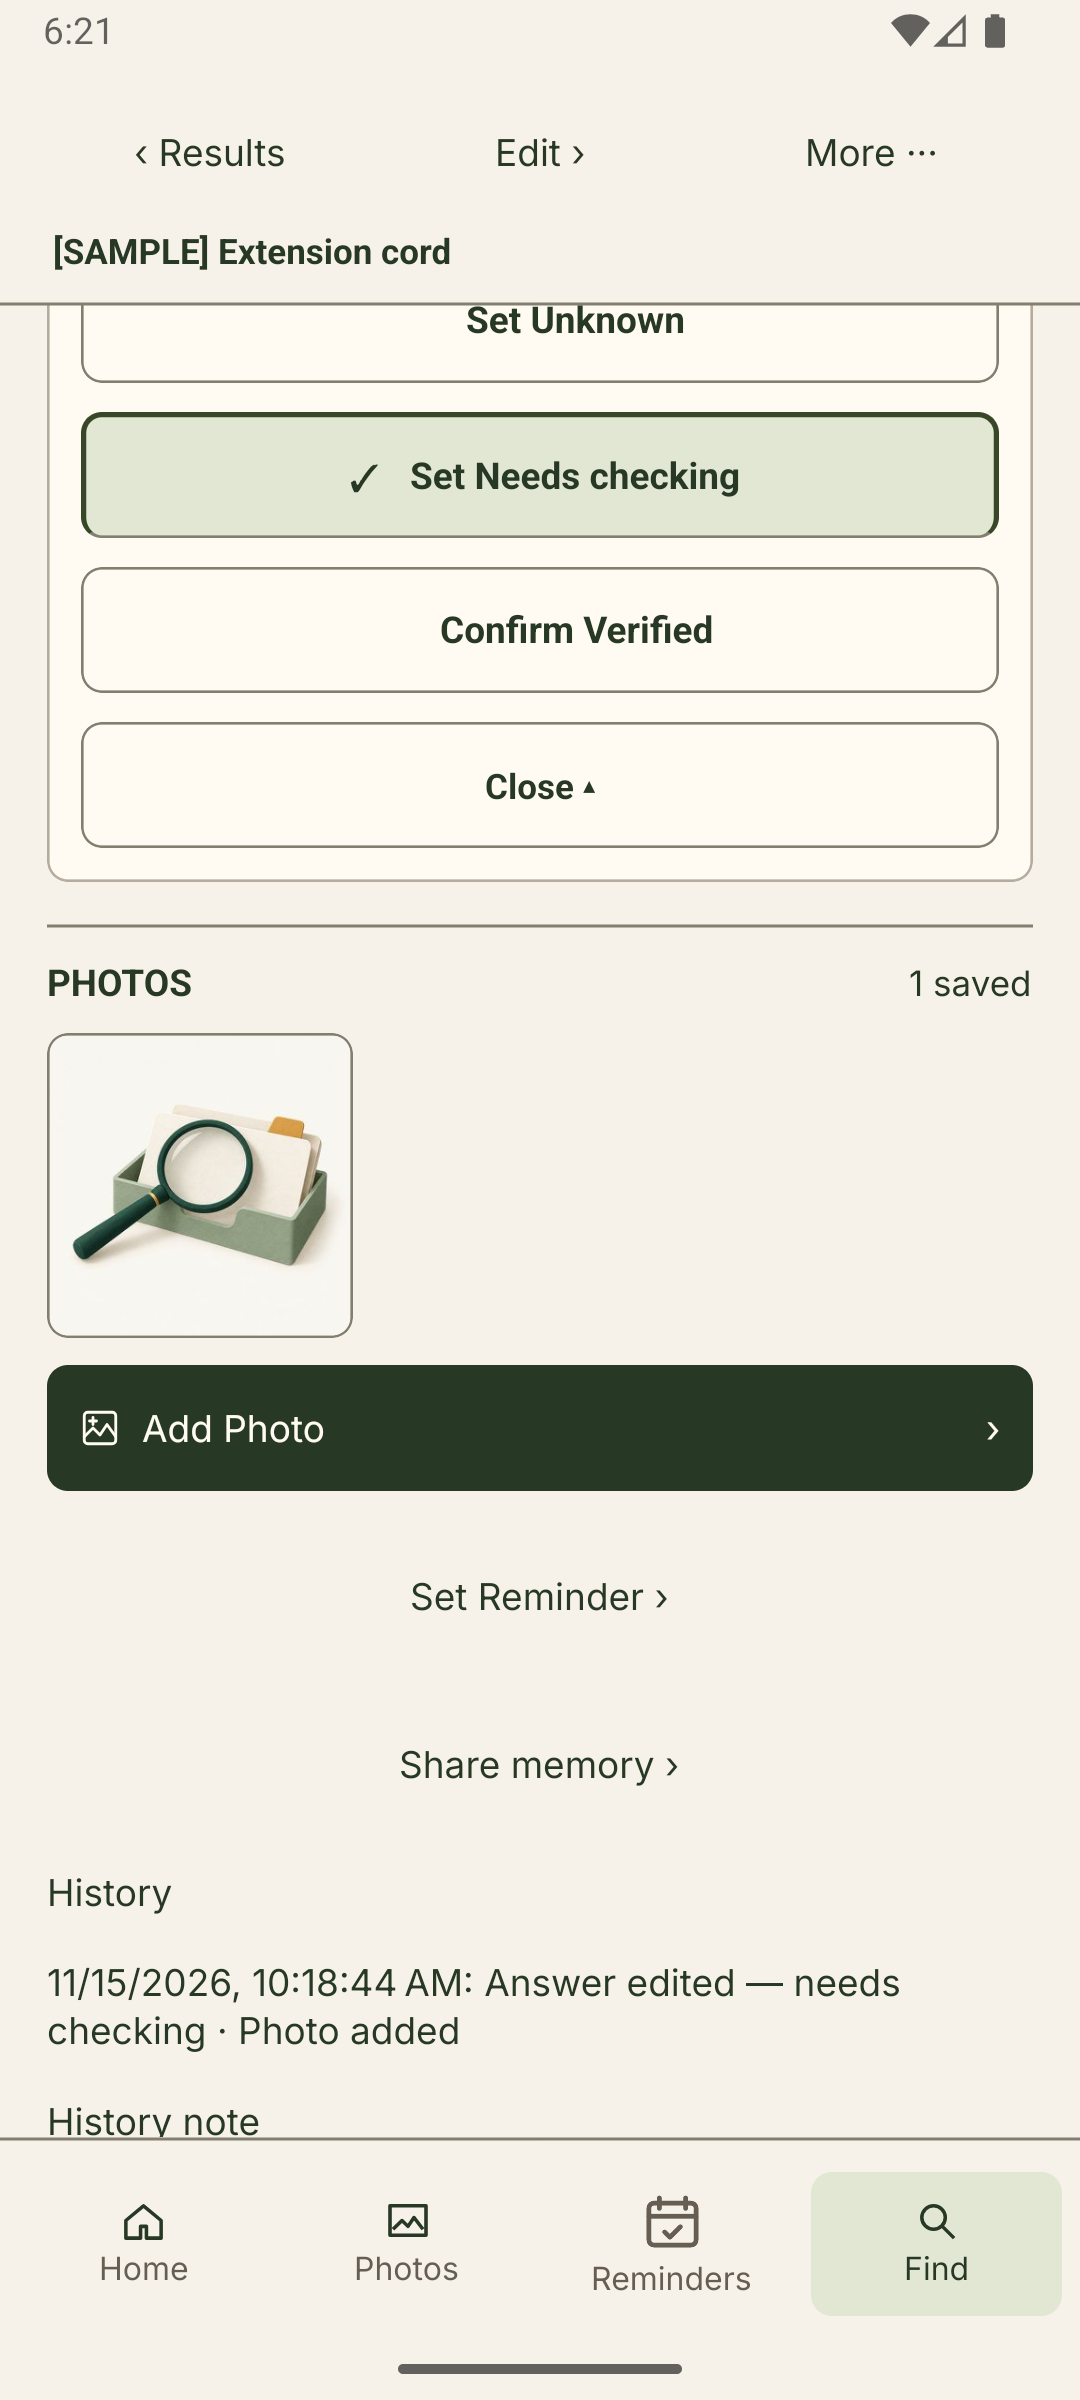 6:21
‹ Results
Edit ›
More ···
[SAMPLE] Extension cord
Set Unknown
✓ Set Needs checking
Confirm Verified
Close ▲
PHOTOS
1 saved
Add Photo ›
Set Reminder ›
Share memory ›
History
11/15/2026, 10:18:44 AM: Answer edited — needs
checking · Photo added
History note
Home
Photos
Reminders
Find